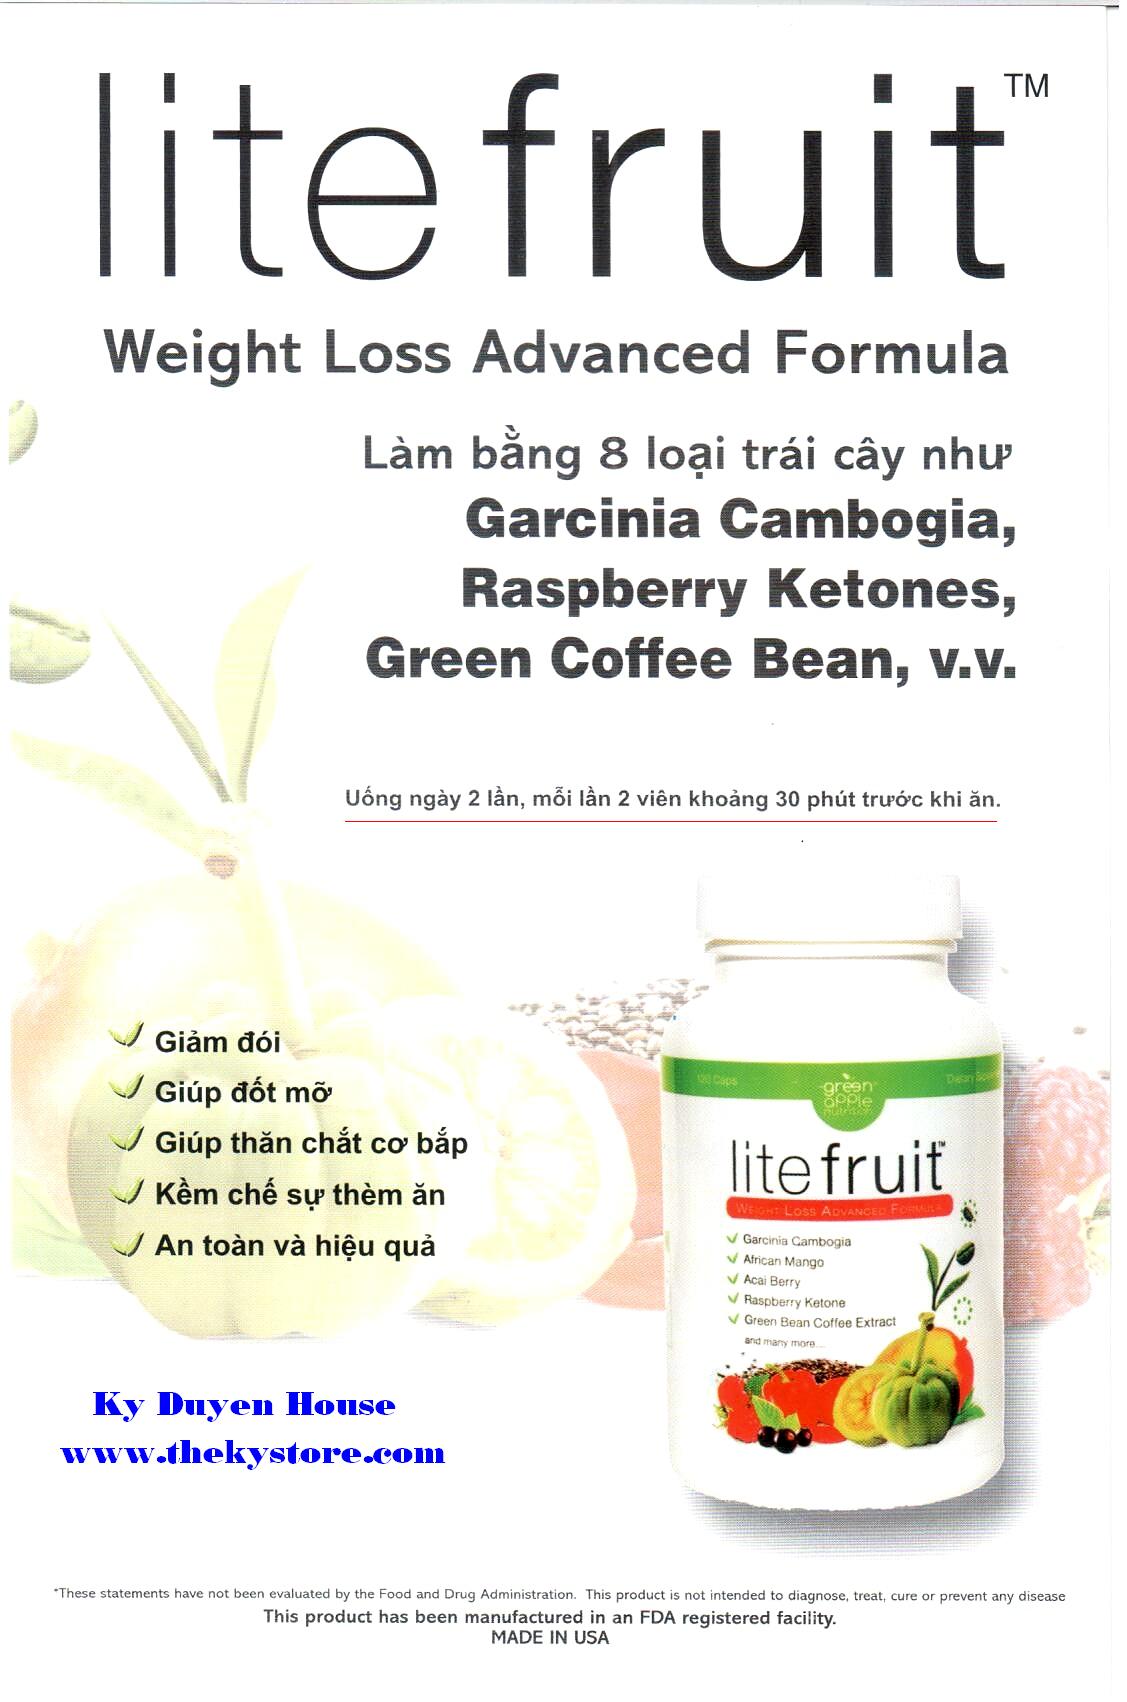 litefruit™
Weight Loss Advanced Formula
Làm bằng 8 loại trái cây như
Garcinia Cambogia,
Raspberry Ketones,
Green Coffee Bean, v.v.
Uống ngày 2 lần, mỗi lần 2 viên khoảng 30 phút trước khi ăn.
Giảm đói
Giúp đốt mỡ
Giúp thăn chắt cơ bắp
Kềm chế sự thèm ăn
An toàn và hiệu quả
120 Caps
green
apple
nutrition
Dietary
litefruit™
Weight Loss Advanced Formula
Garcinia Cambogia
African Mango
Acai Berry
Raspberry Ketone
Green Bean Coffee Extract
and many more...
Ky Duyen House
www.thekystore.com
*These statements have not been evaluated by the Food and Drug Administration. This product is not intended to diagnose, treat, cure or prevent any disease
This product has been manufactured in an FDA registered facility.
MADE IN USA